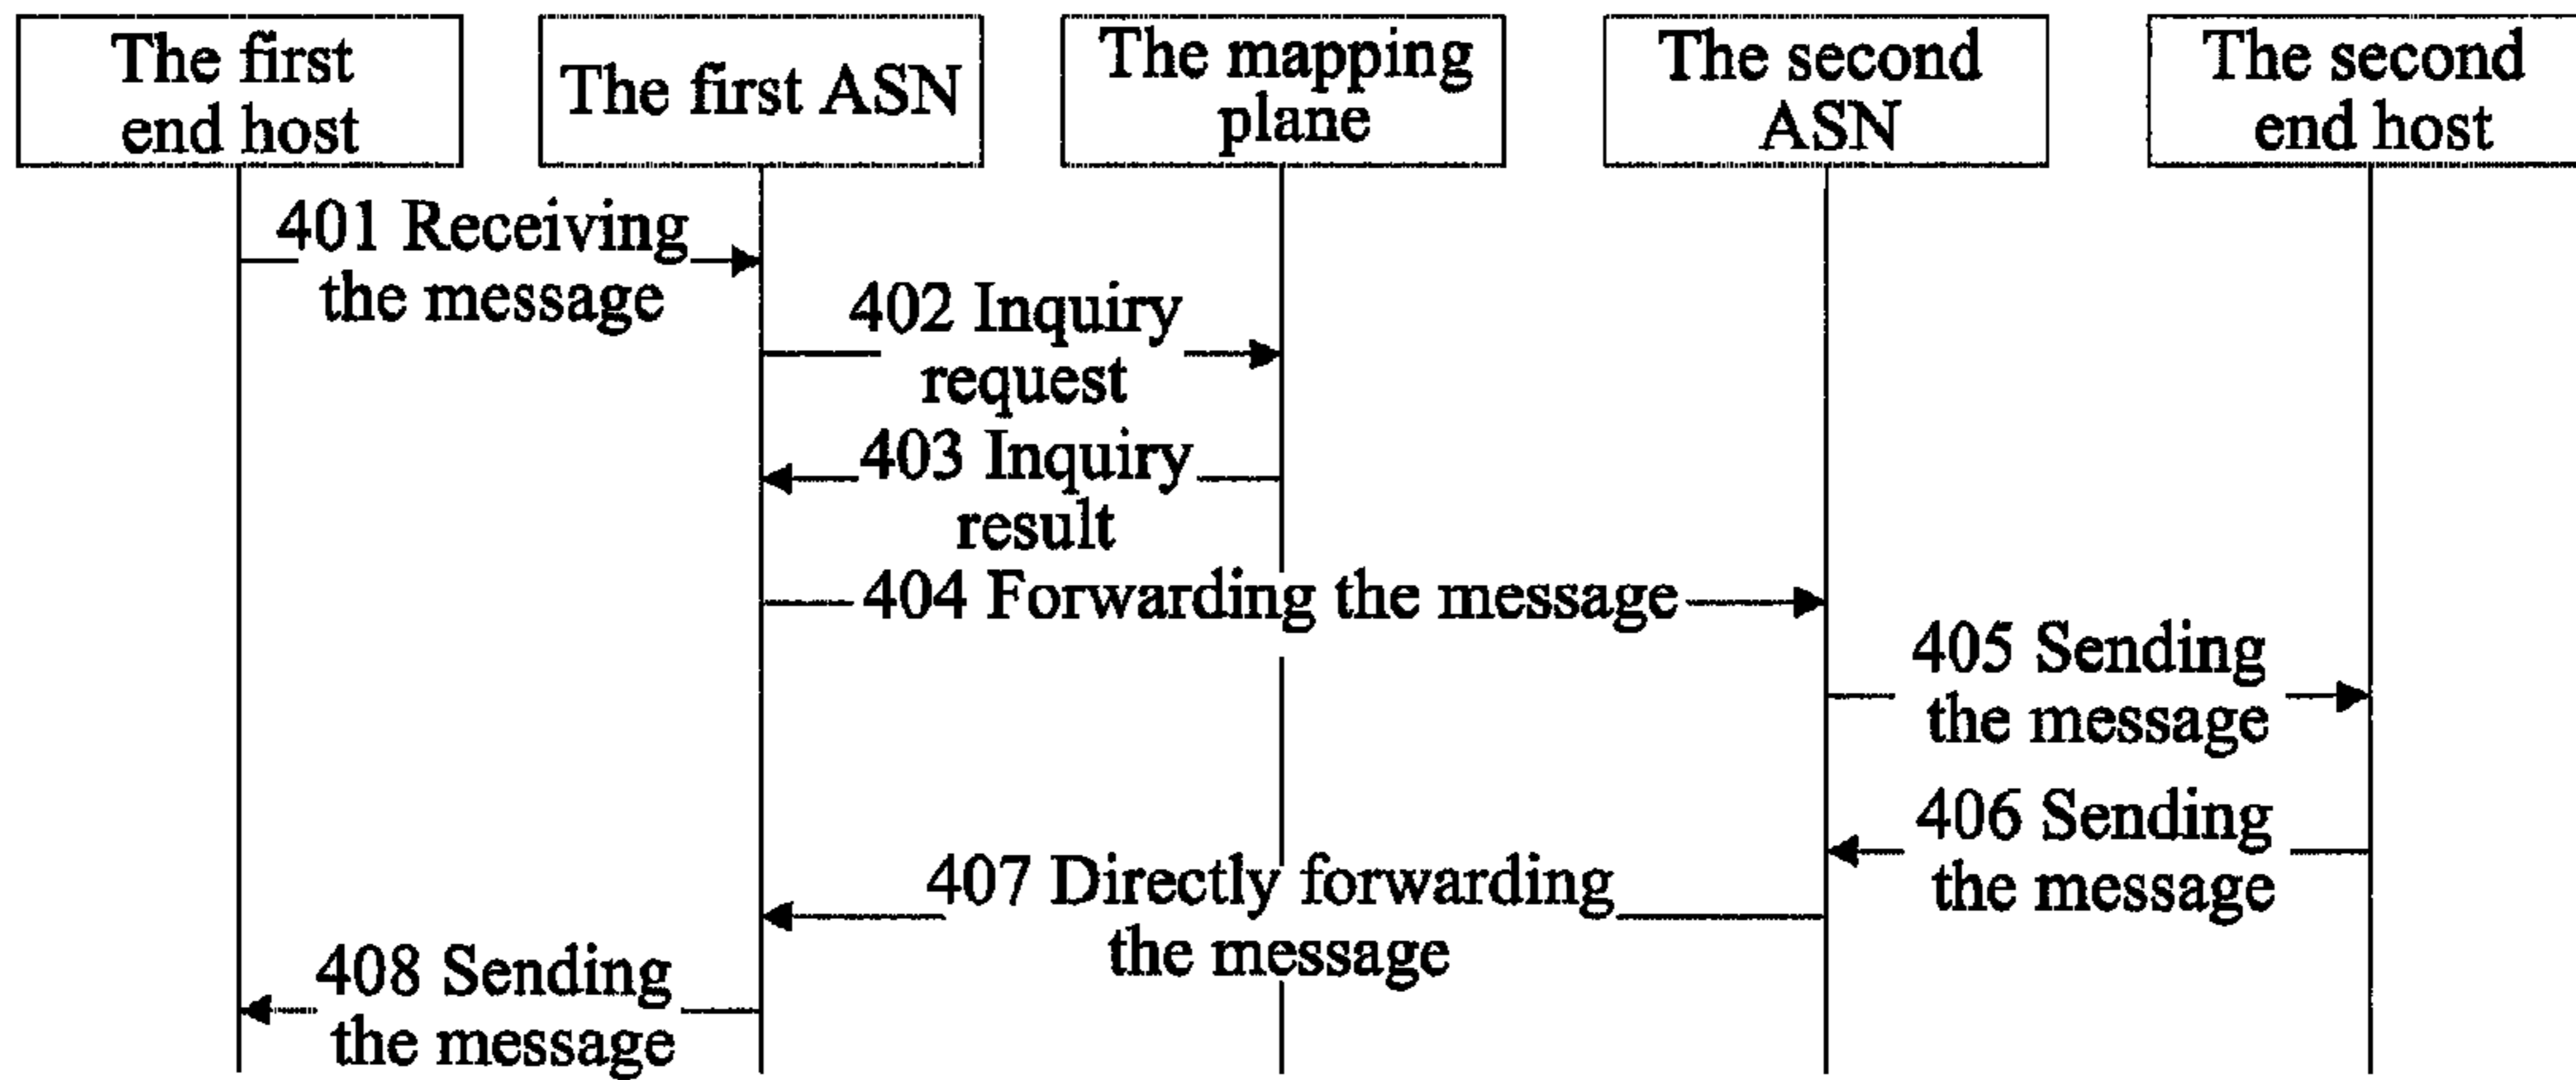 The first
end host
The first ASN
The mapping
plane
The second
ASN
The second
end host
401 Receiving
the message
402 Inquiry
request
403 Inquiry
result
404 Forwarding the message
405 Sending
the message
406 Sending
the message
407 Directly forwarding
the message
408 Sending
the message